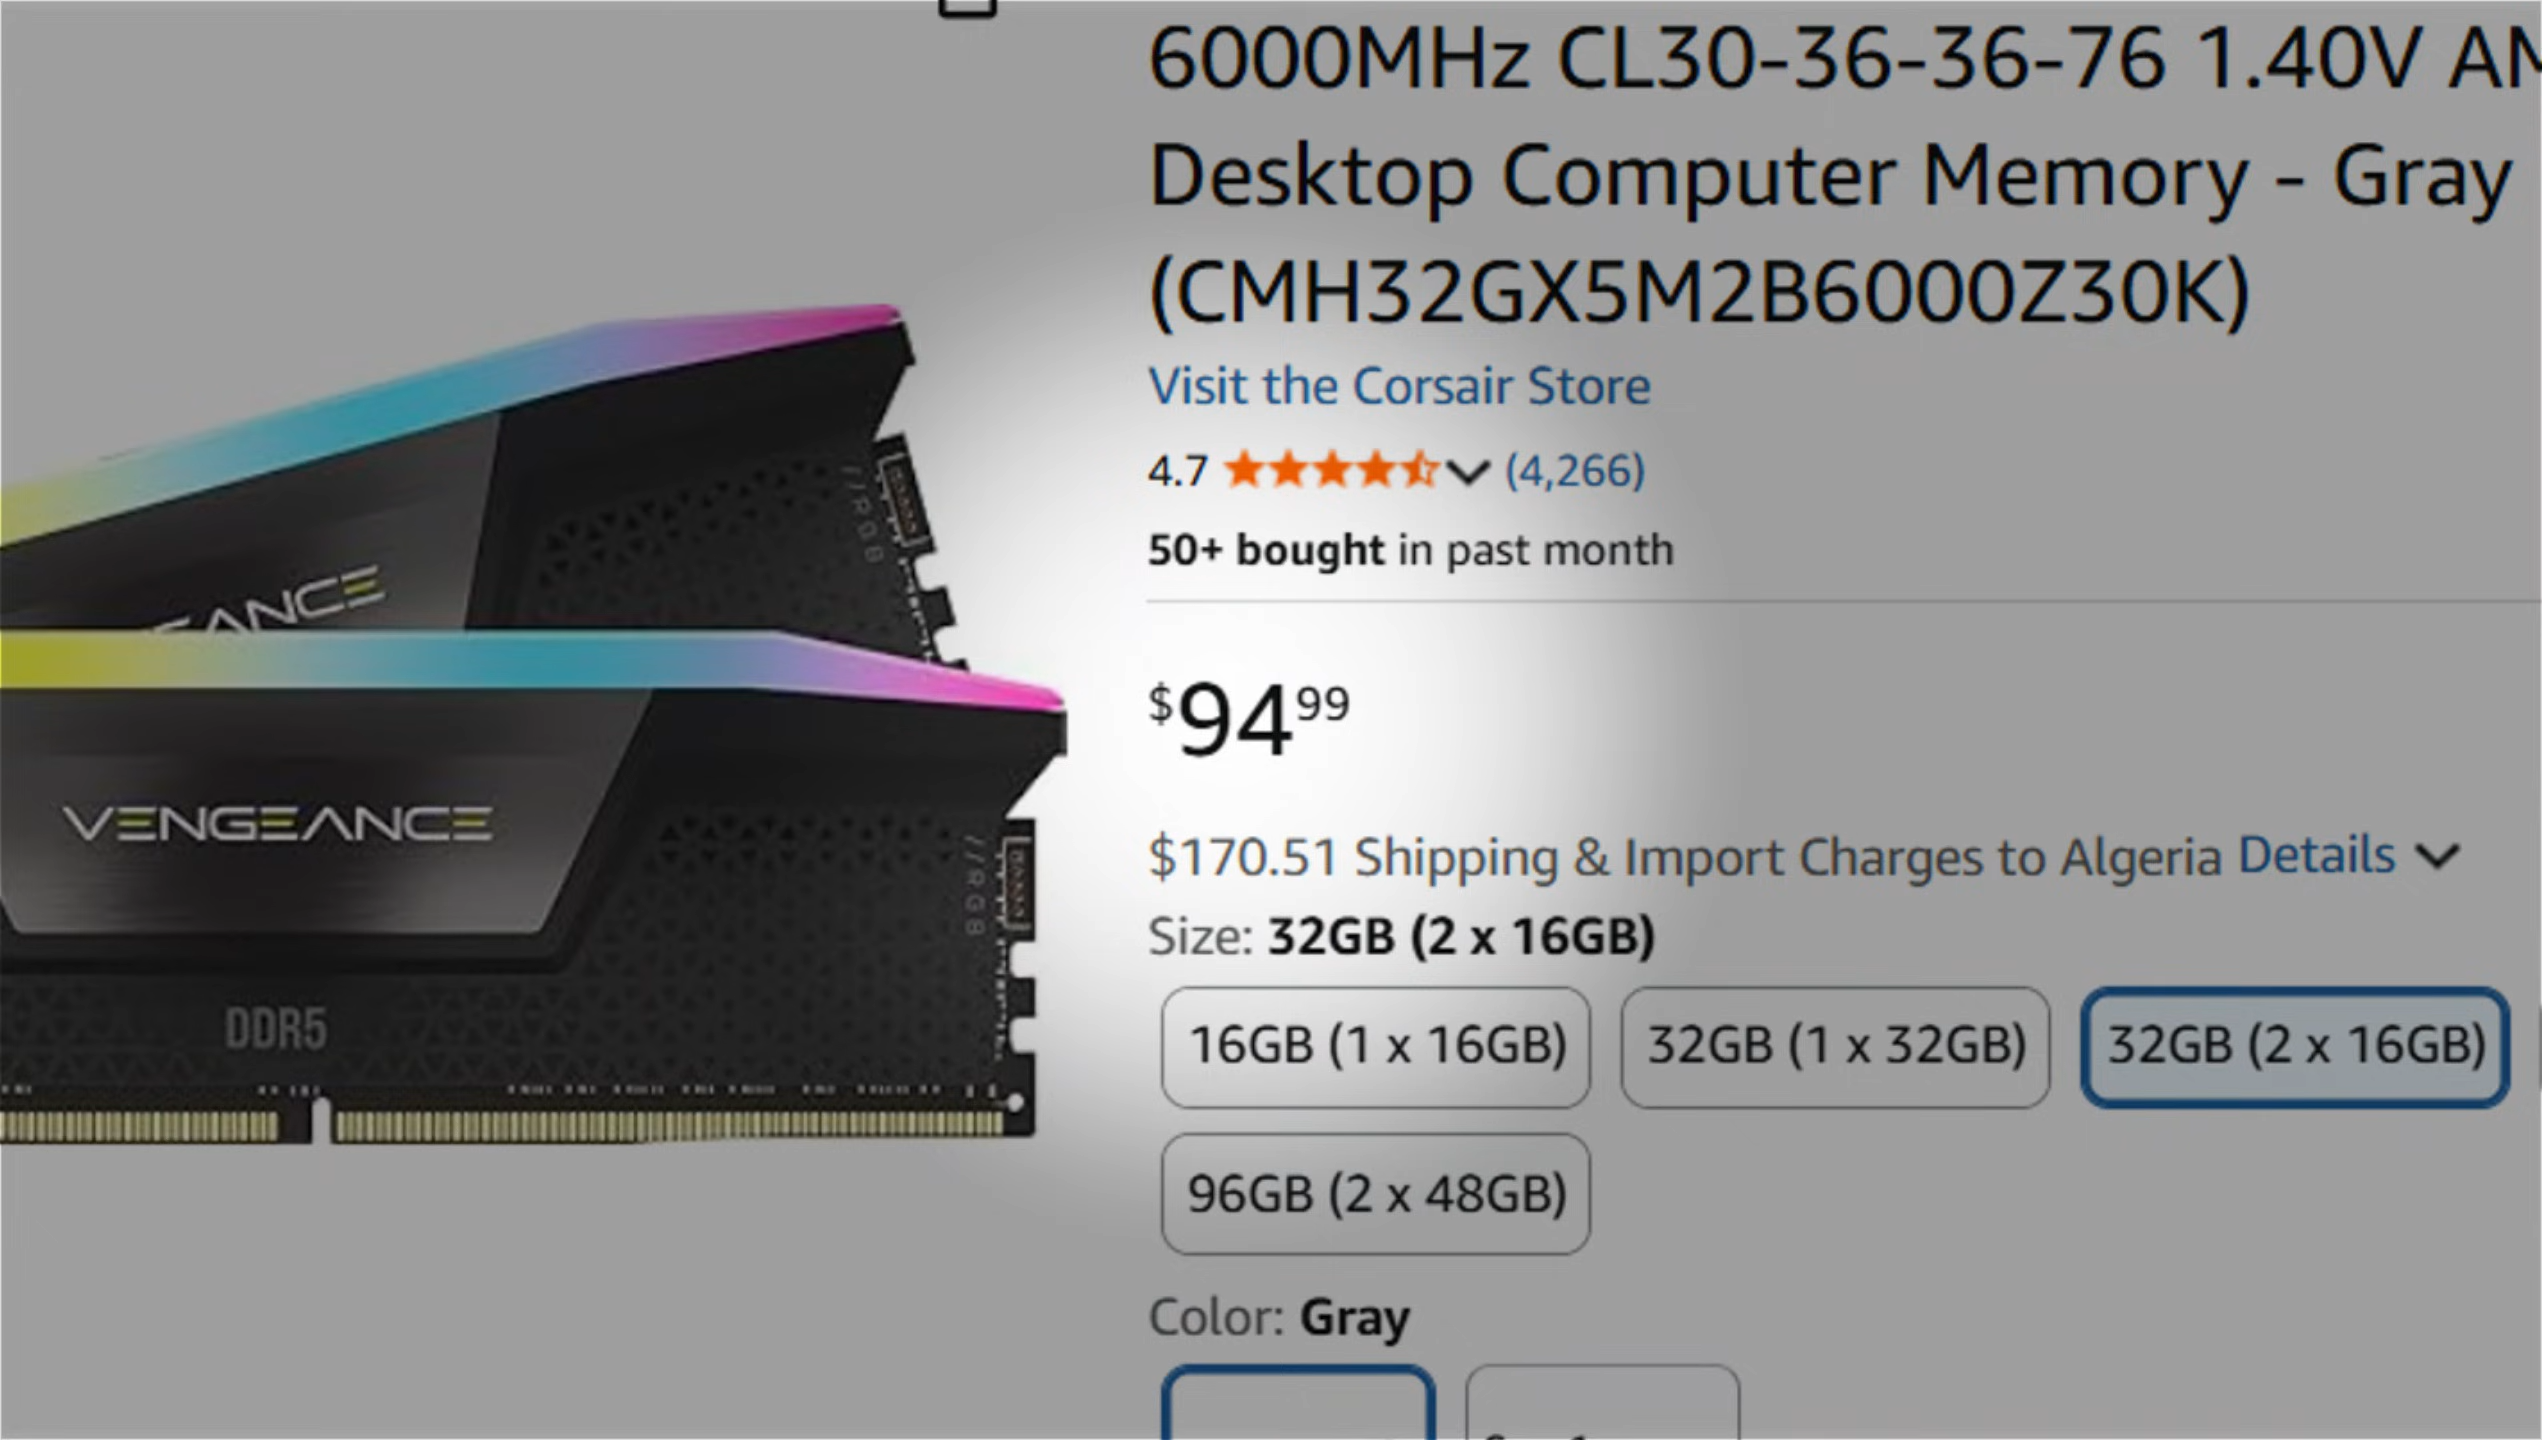 6000MHz CL30-36-36-76 1.40V
Desktop Computer Memory - Gray
(CMH32GX5M2B6000Z30K)
Visit the Corsair Store
4.7 (4,266)
50+ bought in past month
$94.99
$170.51 Shipping & Import Charges to Algeria Details
Size: 32GB (2 x 16GB)
16GB (1 x 16GB) 32GB (1 x 32GB) 32GB (2 x 16GB)
96GB (2 x 48GB)
Color: Gray
//RGB
VENGEANCE
//RGB
DDR5